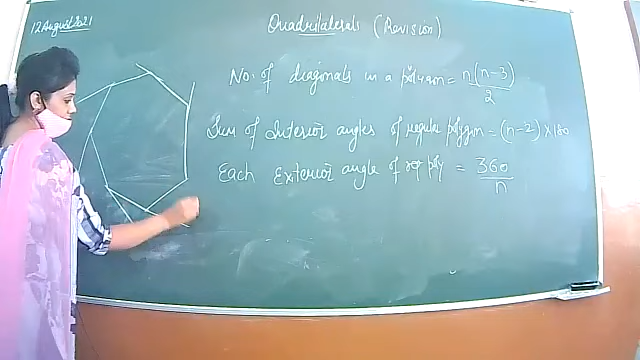 12 August 2021
Quadrilaterals (Revision)
No. of diagonals in a polygon = n(n-3)/2
Sum of Interior angles of regular polygon = (n-2)×180
Each Exterior angle of reg poly = 360/n